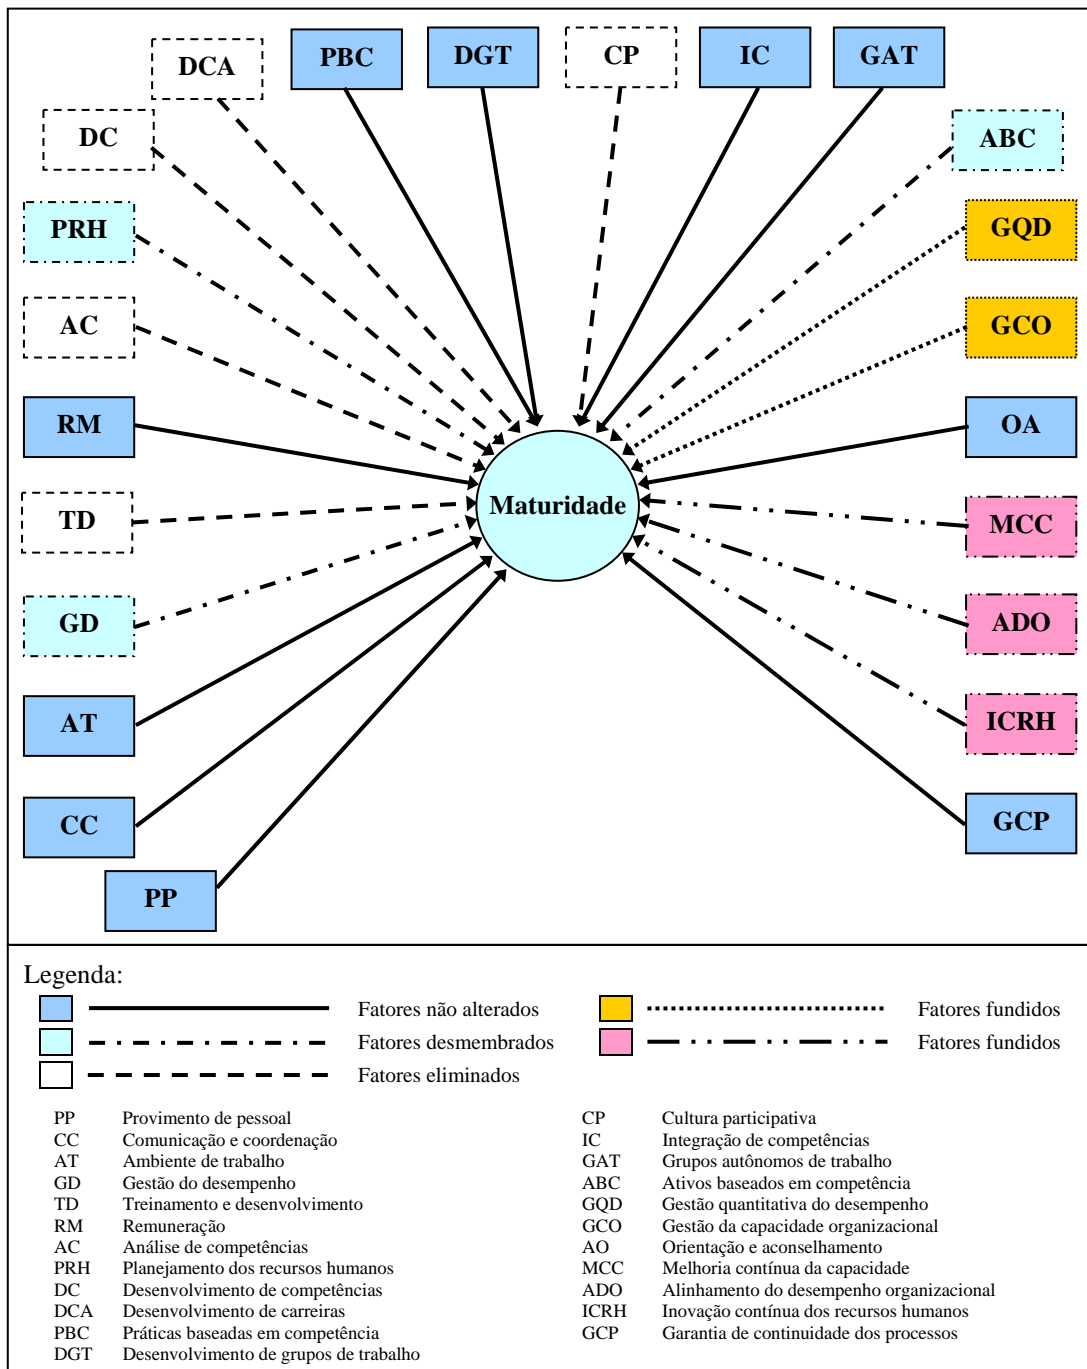 DCA
PBC
DGT
CP
IC
GAT
DC
ABC
PRH
GQD
AC
GCO
RM
OA
Maturidade
TD
MCC
GD
ADO
AT
ICRH
CC
GCP
PP
Legenda:
Fatores não alterados
Fatores fundidos
Fatores desmembrados
Fatores fundidos
Fatores eliminados
PP Provimento de pessoal
CC Comunicação e coordenação
AT Ambiente de trabalho
GD Gestão do desempenho
TD Treinamento e desenvolvimento
RM Remuneração
AC Análise de competências
PRH Planejamento dos recursos humanos
DC Desenvolvimento de competências
DCA Desenvolvimento de carreiras
PBC Práticas baseadas em competência
DGT Desenvolvimento de grupos de trabalho
CP Cultura participativa
IC Integração de competências
GAT Grupos autônomos de trabalho
ABC Ativos baseados em competência
GQD Gestão quantitativa do desempenho
GCO Gestão da capacidade organizacional
AO Orientação e aconselhamento
MCC Melhoria contínua da capacidade
ADO Alinhamento do desempenho organizacional
ICRH Inovação contínua dos recursos humanos
GCP Garantia de continuidade dos processos